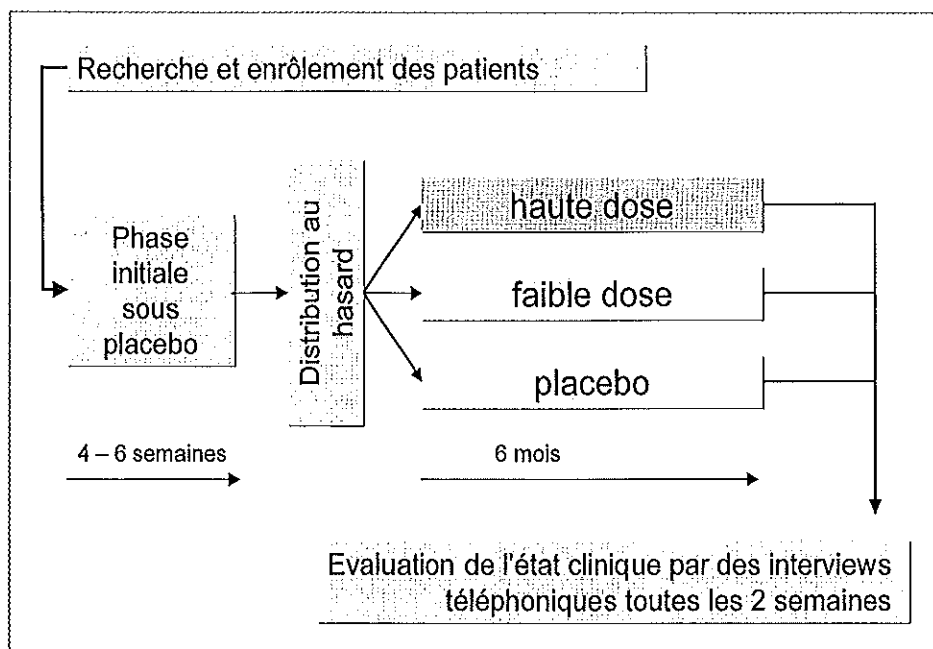 Recherche et enrôlement des patients
Phase
initiale
sous
placebo
Distribution au
hasard
haute dose
faible dose
placebo
4 – 6 semaines
6 mois
Evaluation de l'état clinique par des interviews
téléphoniques toutes les 2 semaines